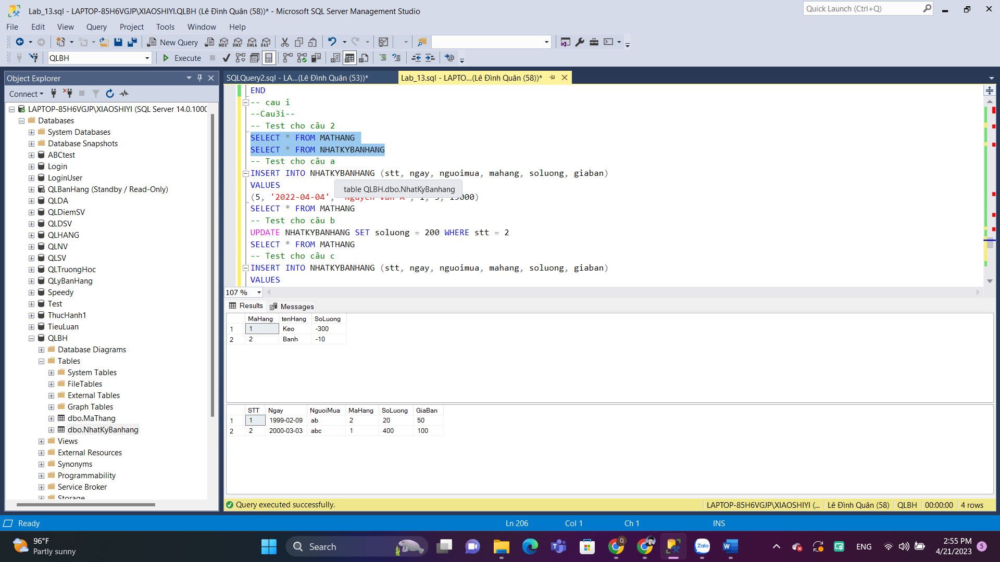 Lab_13.sql - LAPTOP-85H6VGJP\XIAOSHIYI.QLBH (Lê Đình Quân (58))* - Microsoft SQL Server Management Studio
Quick Launch (Ctrl+Q)
File Edit View Query Project Tools Window Help
New Query MDX DMX XMLA DAX
QLBH Execute
Object Explorer
Connect
LAPTOP-85H6VGJP\XIAOSHIYI (SQL Server 14.0.1000
Databases
System Databases
Database Snapshots
ABCtest
Login
LoginUser
QLBanHang (Standby / Read-Only)
QLDA
QLDiemSV
QLDSV
QLHANG
QLNV
QLSV
QLTruongHoc
QLyBanHang
Speedy
Test
ThucHanh1
TieuLuan
QLBH
Database Diagrams
Tables
System Tables
FileTables
External Tables
Graph Tables
dbo.MaThang
dbo.NhatKyBanhang
Views
External Resources
Synonyms
Programmability
Service Broker
Storage
SQLQuery2.sql - LA...(Lê Đình Quân (53))* Lab_13.sql - LAPTO...(Lê Đình Quân (58))*
END
-- cau i
--Cau3i--
-- Test cho câu 2
SELECT * FROM MATHANG
SELECT * FROM NHATKYBANHANG
-- Test cho câu a
INSERT INTO NHATKYBANHANG (stt, ngay, nguoimua, mahang, soluong, giaban)
VALUES
table QLBH.dbo.NhatKyBanhang
(5, '2022-04-04', 000)
SELECT * FROM MATHANG
-- Test cho câu b
UPDATE NHATKYBANHANG SET soluong = 200 WHERE stt = 2
SELECT * FROM MATHANG
-- Test cho câu c
INSERT INTO NHATKYBANHANG (stt, ngay, nguoimua, mahang, soluong, giaban)
VALUES
107 %
Results Messages
MaHang tenHang SoLuong
1 1 Keo -300
2 2 Banh -10
STT Ngay NguoiMua MaHang SoLuong GiaBan
1 1 1999-02-09 ab 2 20 50
2 2 2000-03-03 abc 1 400 100
Query executed successfully. LAPTOP-85H6VGJP\XIAOSHIYI (... Lê Đình Quân (58) QLBH 00:00:00 4 rows
Ready Ln 206 Col 1 Ch 1 INS
96°F
Partly sunny
Search
Zalo
ENG
2:55 PM
4/21/2023
5